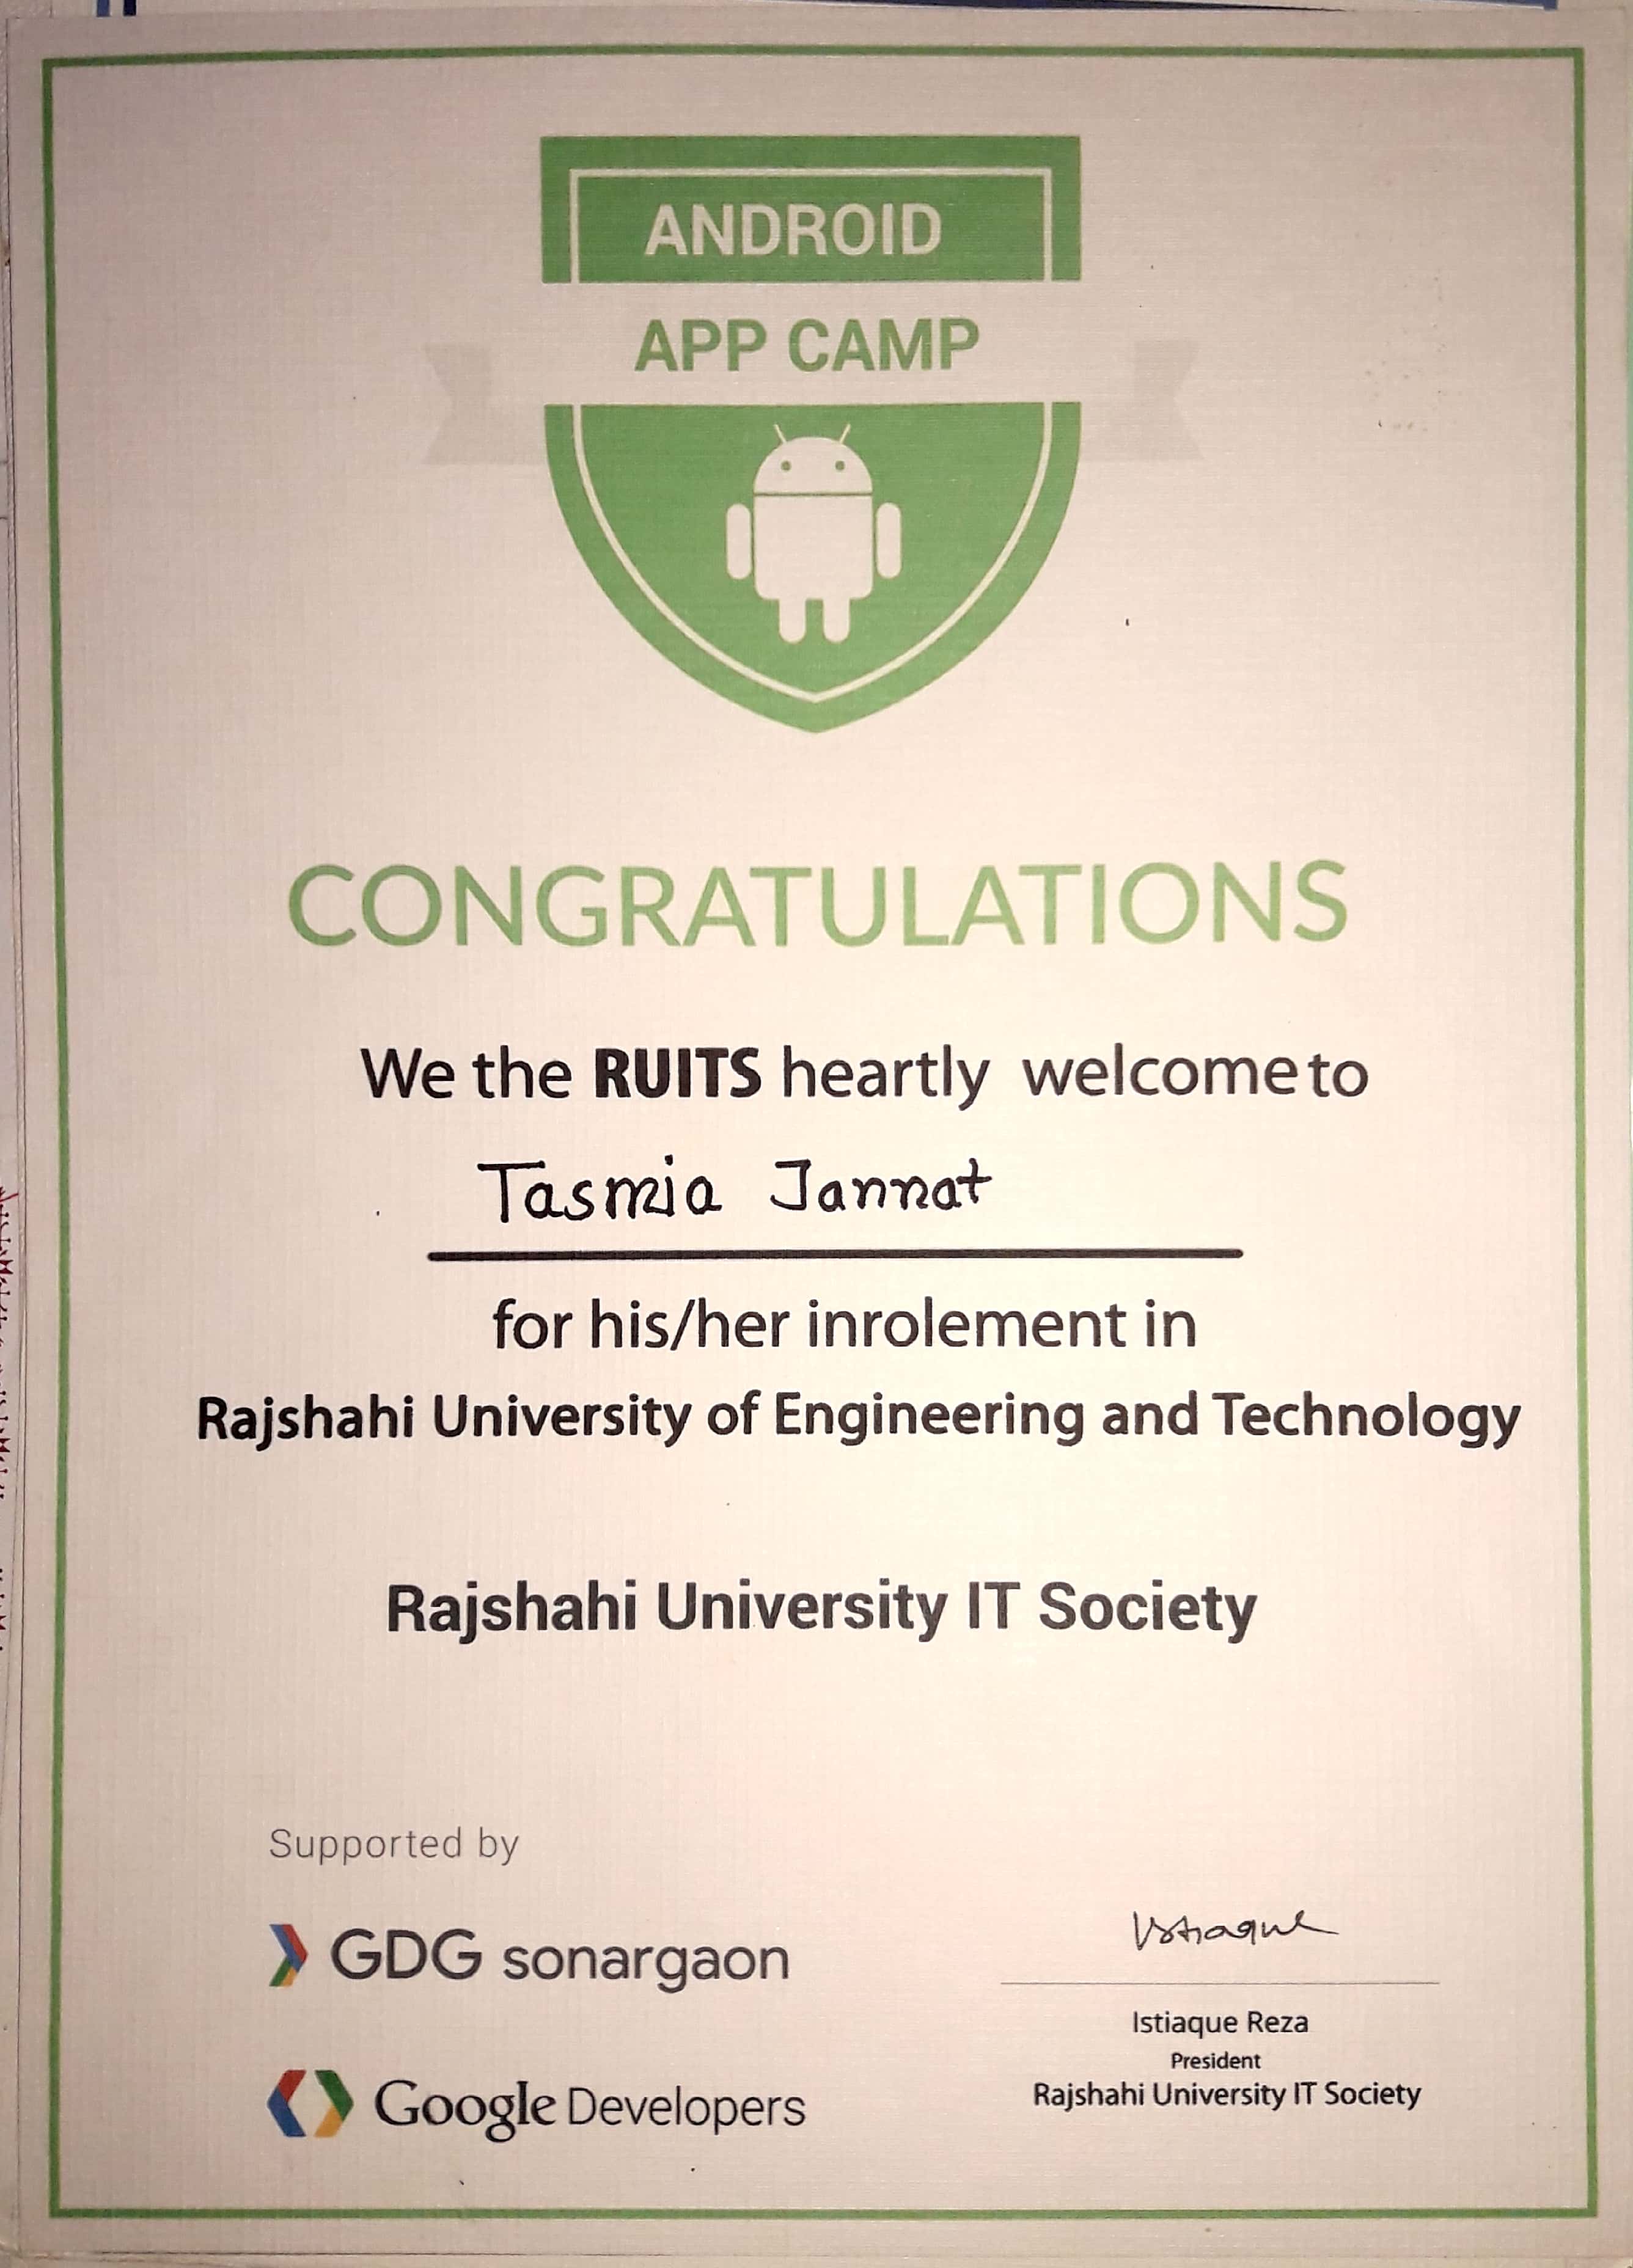 ANDROID
APP CAMP
CONGRATULATIONS
We the RUITS heartly welcome to
Tasmia Jannat
for his/her inrolement in
Rajshahi University of Engineering and Technology
Rajshahi University IT Society
Supported by
GDG sonargaon
Google Developers
Istiaque
Istiaque Reza
President
Rajshahi University IT Society